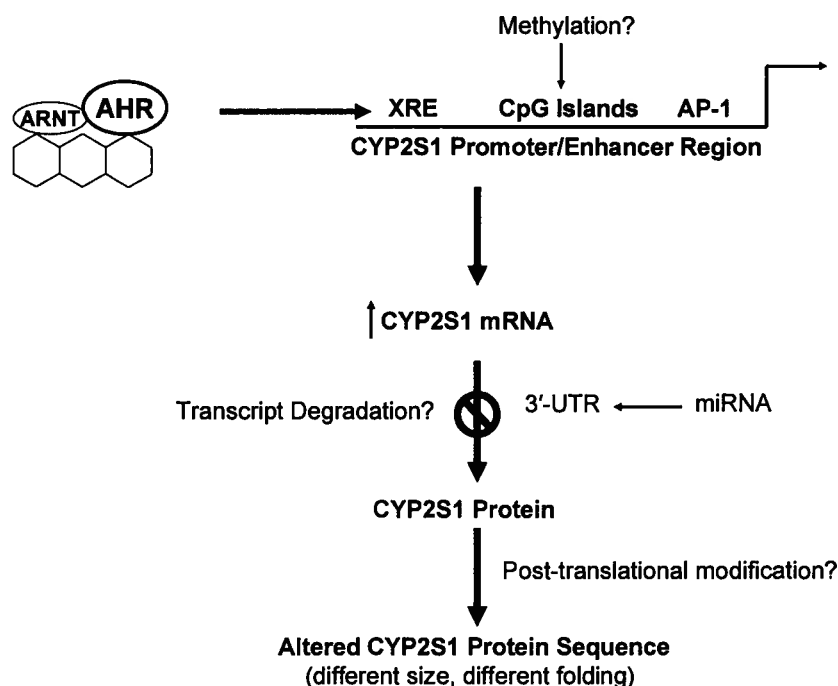 Methylation?
ARNT AHR
XRE CpG Islands AP-1
CYP2S1 Promoter/Enhancer Region
CYP2S1 mRNA
Transcript Degradation? 3′-UTR miRNA
CYP2S1 Protein
Post-translational modification?
Altered CYP2S1 Protein Sequence
(different size, different folding)